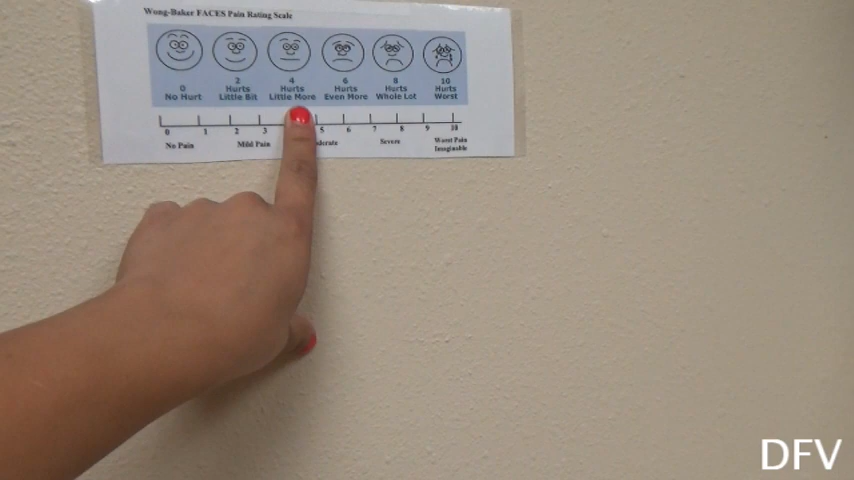 Wong-Baker FACES Pain Rating Scale
0 2 4 6 8 10
No Hurt Hurts Little Bit Hurts Little More Hurts Even More Hurts Whole Lot Hurts Worst
0 1 2 3 5 6 7 8 9 10
No Pain Mild Pain derate Severe Worst Pain Imaginable
DFV